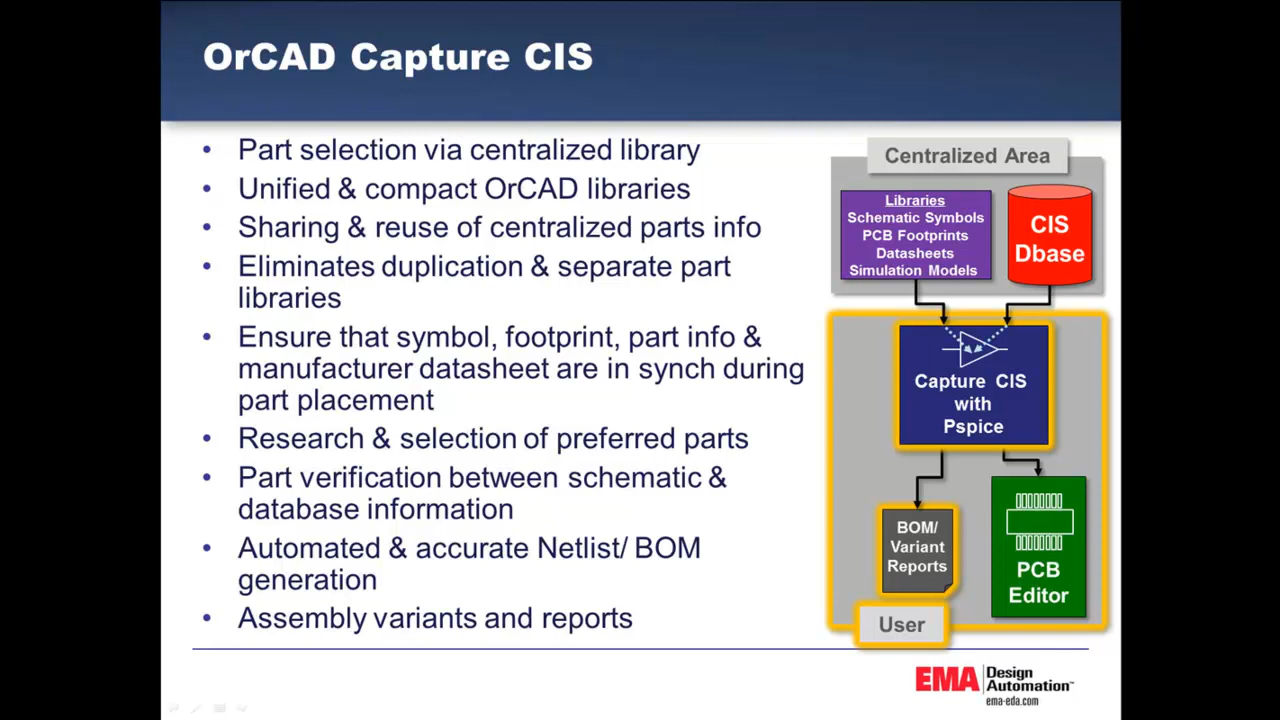 OrCAD Capture CIS
• Part selection via centralized library
• Unified & compact OrCAD libraries
• Sharing & reuse of centralized parts info
• Eliminates duplication & separate part
libraries
• Ensure that symbol, footprint, part info &
manufacturer datasheet are in synch during
part placement
• Research & selection of preferred parts
• Part verification between schematic &
database information
• Automated & accurate Netlist/ BOM
generation
• Assembly variants and reports
Centralized Area
Libraries
Schematic Symbols
PCB Footprints
Datasheets
Simulation Models
CIS
Dbase
Capture CIS
with
Pspice
BOM/
Variant
Reports
PCB
Editor
User
EMA Design
Automation™
ema-eda.com